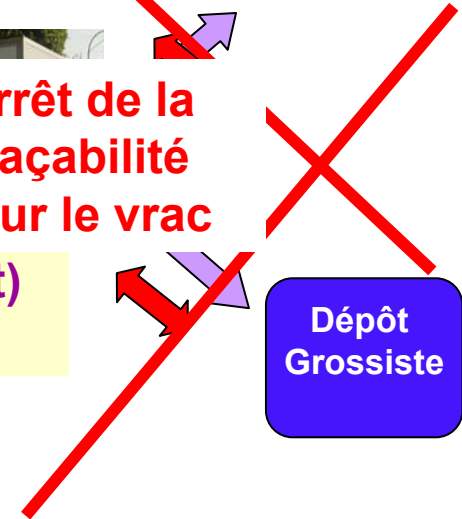 rrêt de la
açabilité
ur le vrac
t)
Dépôt
Grossiste